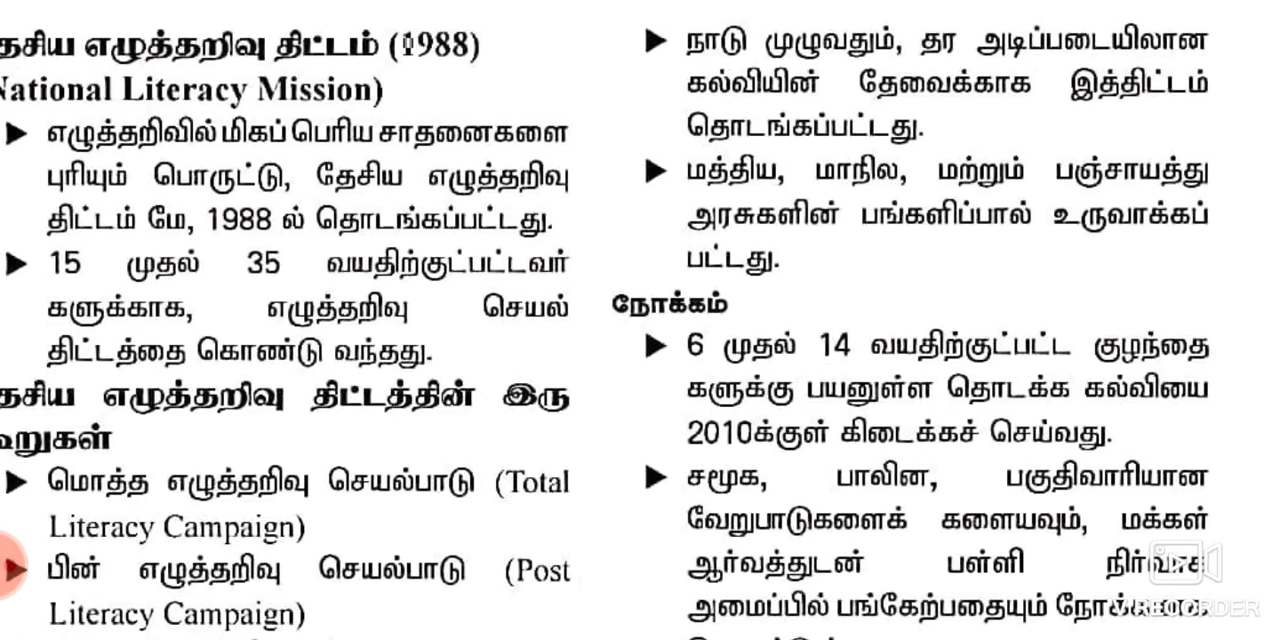 தசிய எழுத்தறிவு திட்டம் (1988)
National Literacy Mission)
▶ எழுத்தறிவில் மிகப் பெரிய சாதனைகளை
புரியும் பொருட்டு, தேசிய எழுத்தறிவு
திட்டம் மே, 1988 ல் தொடங்கப்பட்டது.
▶ 15 முதல் 35 வயதிற்குட்பட்டவர்
களுக்காக, எழுத்தறிவு செயல்
திட்டத்தை கொண்டு வந்தது.
தசிய எழுத்தறிவு திட்டத்தின் இரு
கூறுகள்
▶ மொத்த எழுத்தறிவு செயல்பாடு (Total
Literacy Campaign)
▶ பின் எழுத்தறிவு செயல்பாடு (Post
Literacy Campaign)
▶ நாடு முழுவதும், தர அடிப்படையிலான
கல்வியின் தேவைக்காக இத்திட்டம்
தொடங்கப்பட்டது.
▶ மத்திய, மாநில, மற்றும் பஞ்சாயத்து
அரசுகளின் பங்களிப்பால் உருவாக்கப்
பட்டது.
நோக்கம்
▶ 6 முதல் 14 வயதிற்குட்பட்ட குழந்தை
களுக்கு பயனுள்ள தொடக்க கல்வியை
2010க்குள் கிடைக்கச் செய்வது.
▶ சமூக, பாலின, பகுதிவாரியான
வேறுபாடுகளைக் களையவும், மக்கள்
ஆர்வத்துடன் பள்ளி நிர்வாக
அமைப்பில் பங்கேற்பதையும் நோக்கமாக
V RECORDER